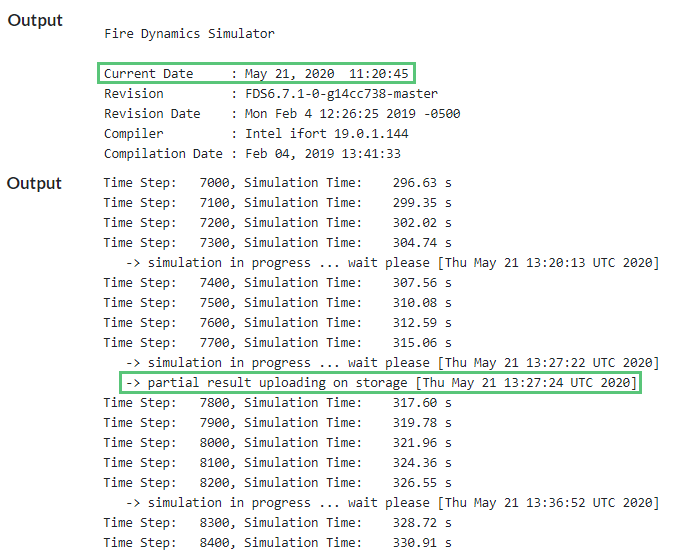 Output
Fire Dynamics Simulator
Current Date     : May 21, 2020  11:20:45
Revision         : FDS6.7.1-0-g14cc738-master
Revision Date    : Mon Feb 4 12:26:25 2019 -0500
Compiler         : Intel ifort 19.0.1.144
Compilation Date : Feb 04, 2019 13:41:33
Output
Time Step:   7000, Simulation Time:    296.63 s
Time Step:   7100, Simulation Time:    299.35 s
Time Step:   7200, Simulation Time:    302.02 s
Time Step:   7300, Simulation Time:    304.74 s
-> simulation in progress ... wait please [Thu May 21 13:20:13 UTC 2020]
Time Step:   7400, Simulation Time:    307.56 s
Time Step:   7500, Simulation Time:    310.08 s
Time Step:   7600, Simulation Time:    312.59 s
Time Step:   7700, Simulation Time:    315.06 s
-> simulation in progress ... wait please [Thu May 21 13:27:22 UTC 2020]
-> partial result uploading on storage [Thu May 21 13:27:24 UTC 2020]
Time Step:   7800, Simulation Time:    317.60 s
Time Step:   7900, Simulation Time:    319.78 s
Time Step:   8000, Simulation Time:    321.96 s
Time Step:   8100, Simulation Time:    324.36 s
Time Step:   8200, Simulation Time:    326.55 s
-> simulation in progress ... wait please [Thu May 21 13:36:52 UTC 2020]
Time Step:   8300, Simulation Time:    328.72 s
Time Step:   8400, Simulation Time:    330.91 s